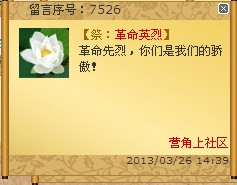 留言序号：7526
【祭：革命英烈】
革命先烈，你们是我们的骄
傲！
营角上社区
2013/03/26 14:39